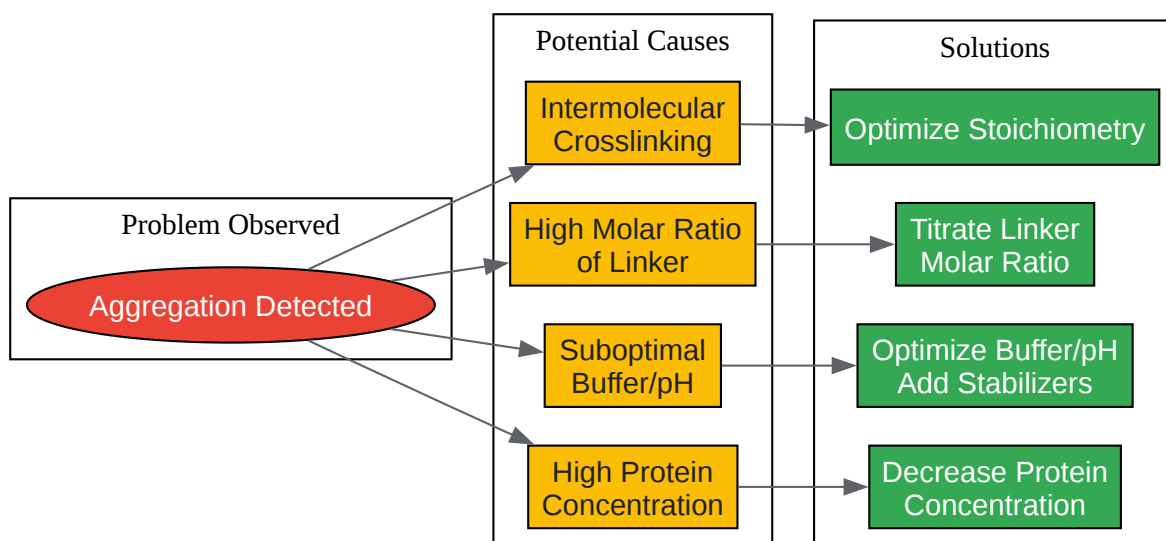 Problem Observed
Aggregation Detected
Potential Causes
Intermolecular
Crosslinking
High Molar Ratio
of Linker
Suboptimal
Buffer/pH
High Protein
Concentration
Solutions
Optimize Stoichiometry
Titrate Linker
Molar Ratio
Optimize Buffer/pH
Add Stabilizers
Decrease Protein
Concentration